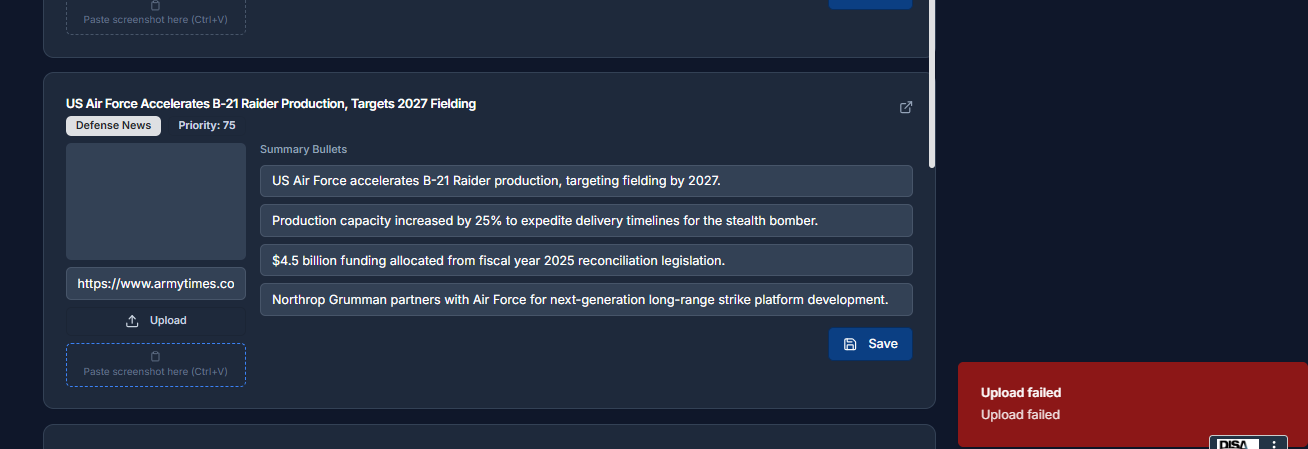 Paste screenshot here (Ctrl+V)
US Air Force Accelerates B-21 Raider Production, Targets 2027 Fielding
Defense News Priority: 75
Summary Bullets
US Air Force accelerates B-21 Raider production, targeting fielding by 2027.
Production capacity increased by 25% to expedite delivery timelines for the stealth bomber.
$4.5 billion funding allocated from fiscal year 2025 reconciliation legislation.
Northrop Grumman partners with Air Force for next-generation long-range strike platform development.
https://www.armytimes.co
Upload
Paste screenshot here (Ctrl+V)
Save
Upload failed
Upload failed
DISA